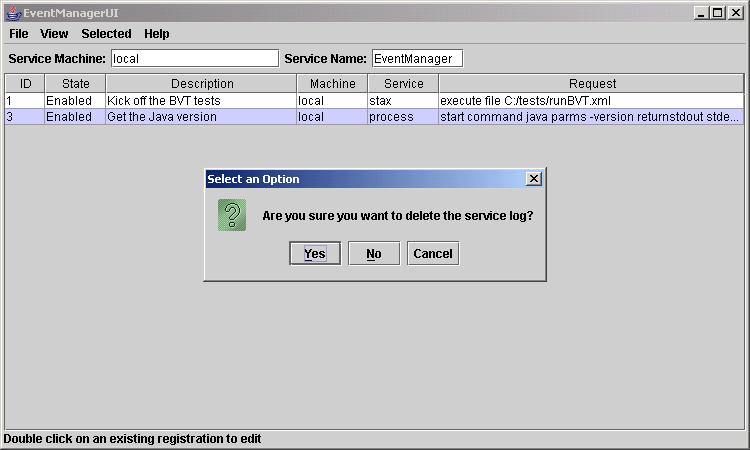 EventManagerUI
File View Selected Help
Service Machine: local Service Name: EventManager
ID State Description Machine Service Request
1 Enabled Kick off the BVT tests local stax execute file C:/tests/runBVT.xml
3 Enabled Get the Java version local process start command java parms -version returnstdout stde...
Select an Option
Are you sure you want to delete the service log?
Yes No Cancel
Double click on an existing registration to edit